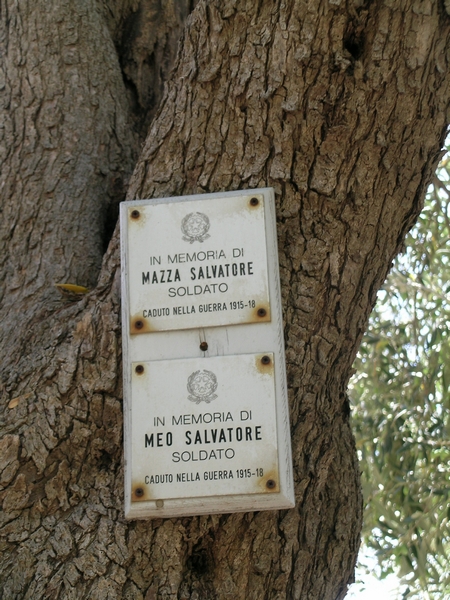 IN MEMORIA DI
MAZZA SALVATORE
SOLDATO
CADUTO NELLA GUERRA 1915-18
IN MEMORIA DI
MEO SALVATORE
SOLDATO
CADUTO NELLA GUERRA 1915-18